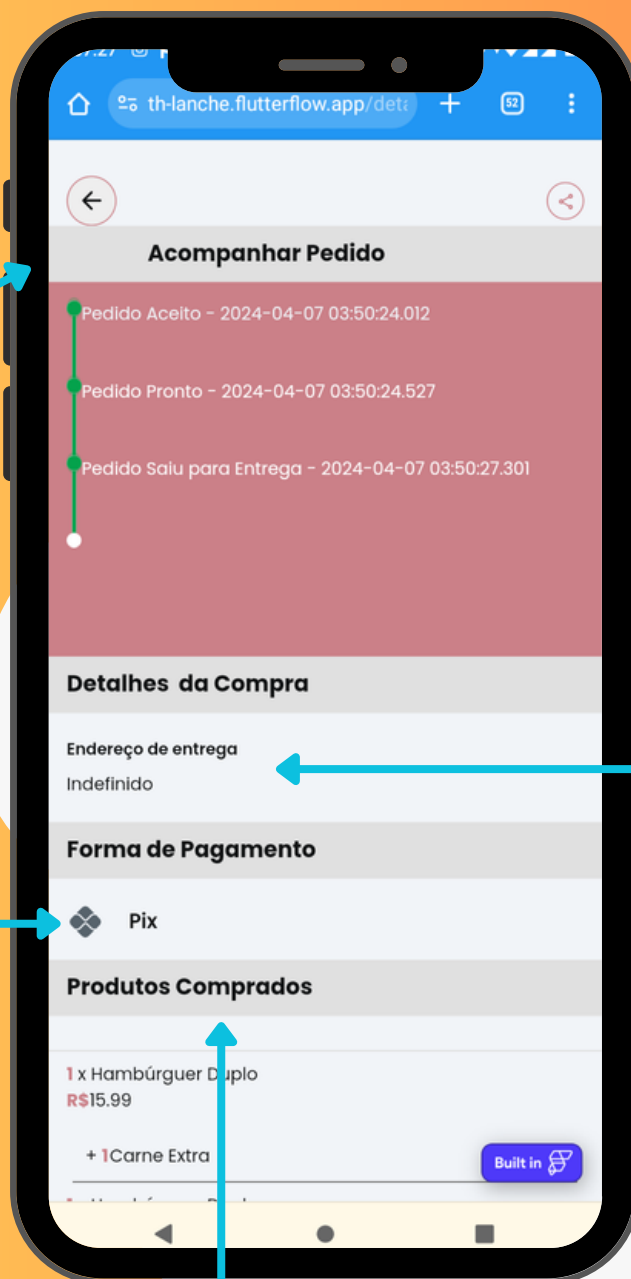 th-lanche.flutterflow.app/deta
52
Acompanhar Pedido
Pedido Aceito - 2024-04-07 03:50:24.012
Pedido Pronto - 2024-04-07 03:50:24.527
Pedido Saiu para Entrega - 2024-04-07 03:50:27.301
Detalhes da Compra
Endereço de entrega
Indefinido
Forma de Pagamento
Pix
Produtos Comprados
1 x Hambúrguer Duplo
R$15.99
+ 1Carne Extra
Built in